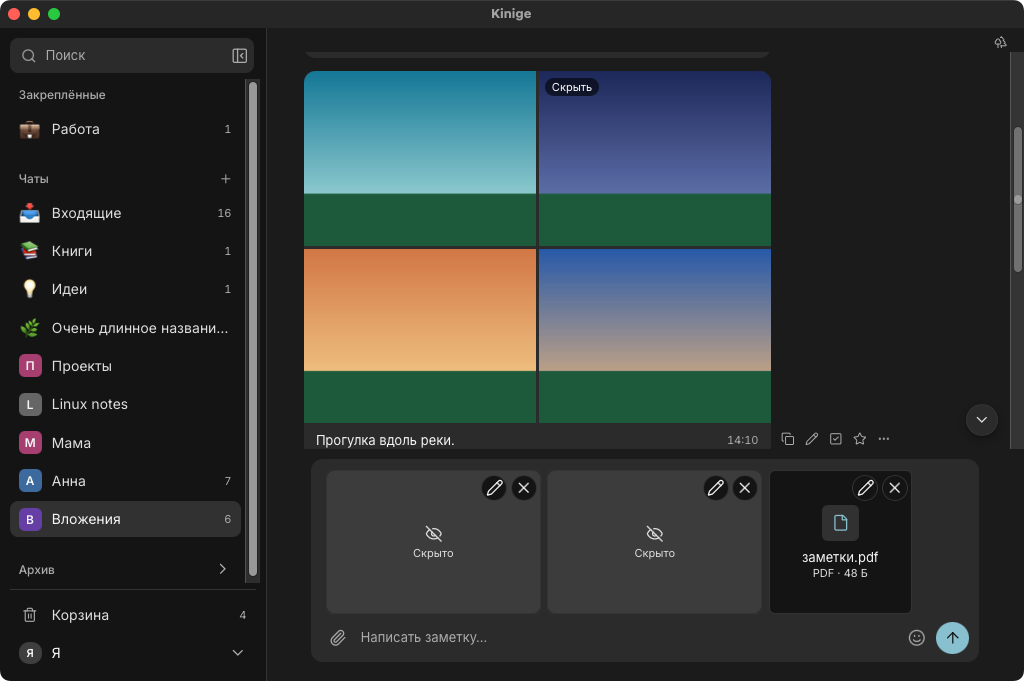 Kinige
Поиск
Закреплённые
Работа 1
Чаты
Входящие 16
Книги 1
Идеи 1
Очень длинное названи...
П Проекты
L Linux notes
М Мама
А Анна 7
В Вложения 6
Архив
Корзина 4
Я Я
Скрыть
Прогулка вдоль реки. 14:10
Скрыто
Скрыто
заметки.pdf
PDF · 48 Б
Написать заметку...